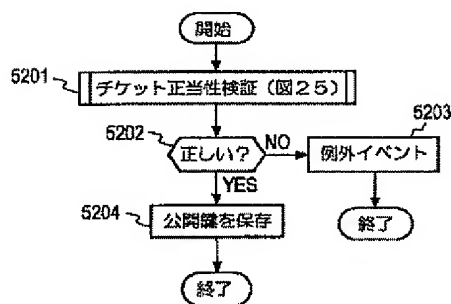 開始
5201
チケット正当性検証(図25)
5202
正しい?
NO
5203
例外イベント
YES
5204
公開鍵を保存
終了
終了